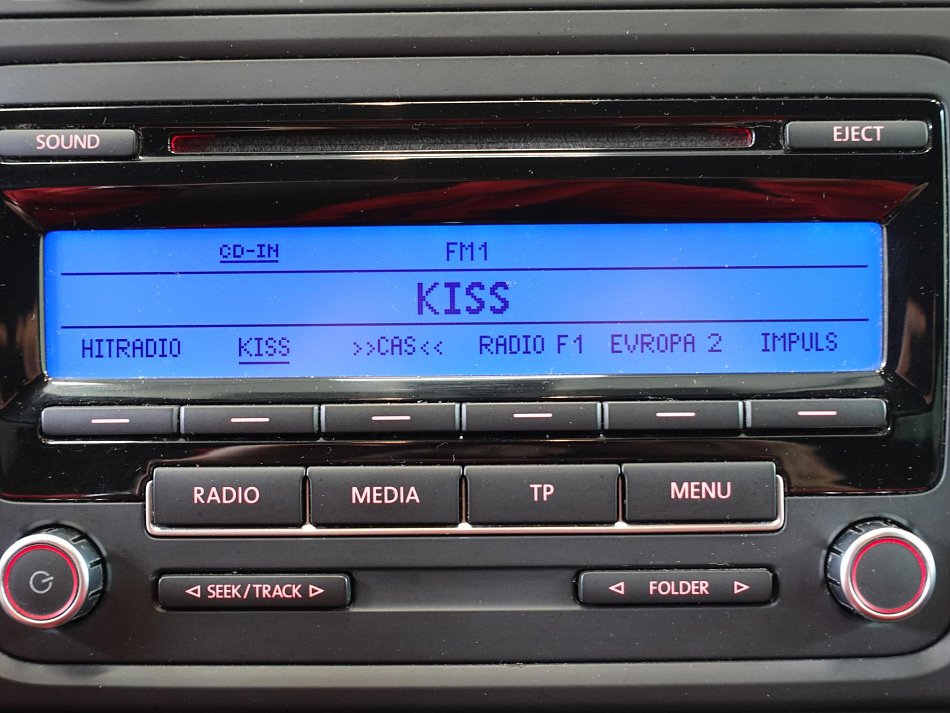 SOUND EJECT
CD-IN FM1
KISS
HITRADIO KISS >>CAS<< RADIO F1 EVROPA 2 IMPULS
RADIO MEDIA TP MENU
SEEK/TRACK FOLDER